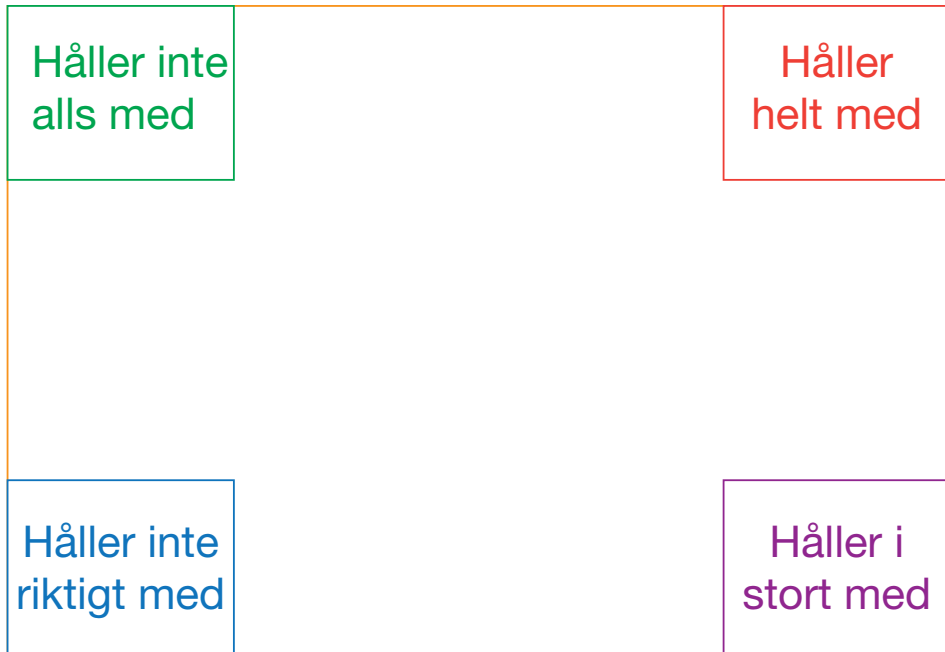 Håller inte
alls med
Håller
helt med
Håller inte
riktigt med
Håller i
stort med